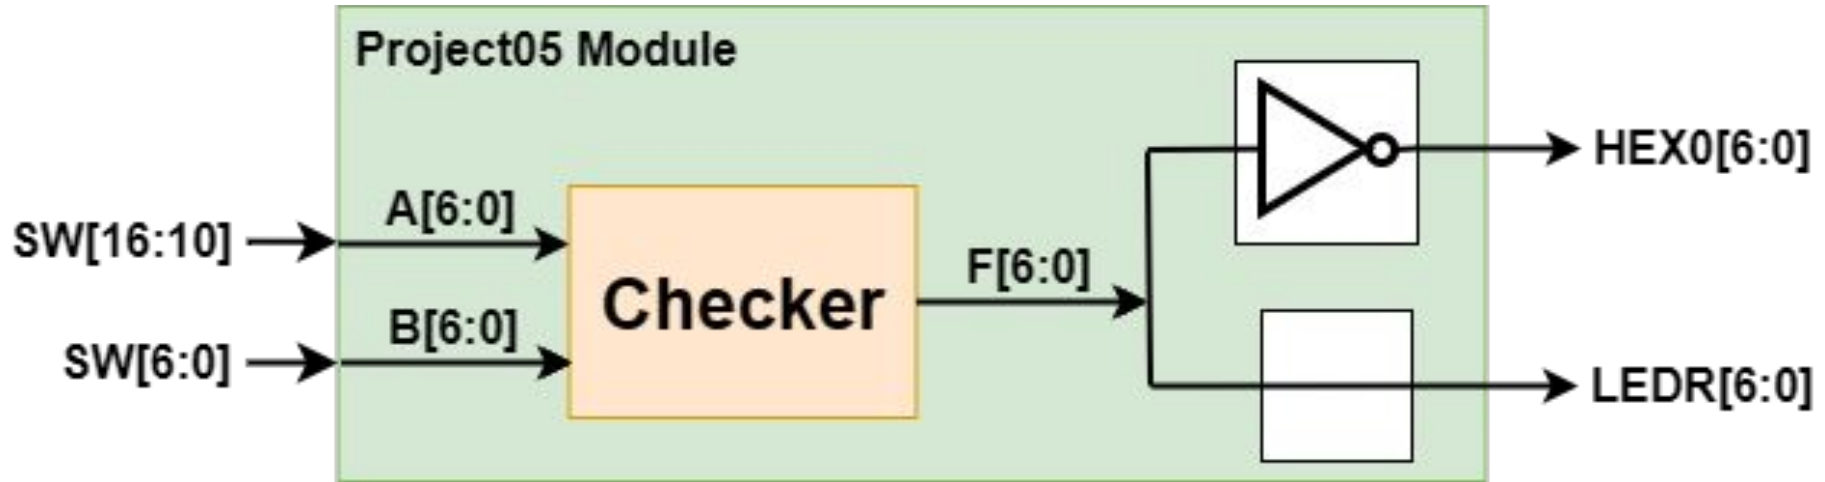 Project05 Module
SW[16:10]
A[6:0]
SW[6:0]
B[6:0]
Checker
F[6:0]
HEX0[6:0]
LEDR[6:0]